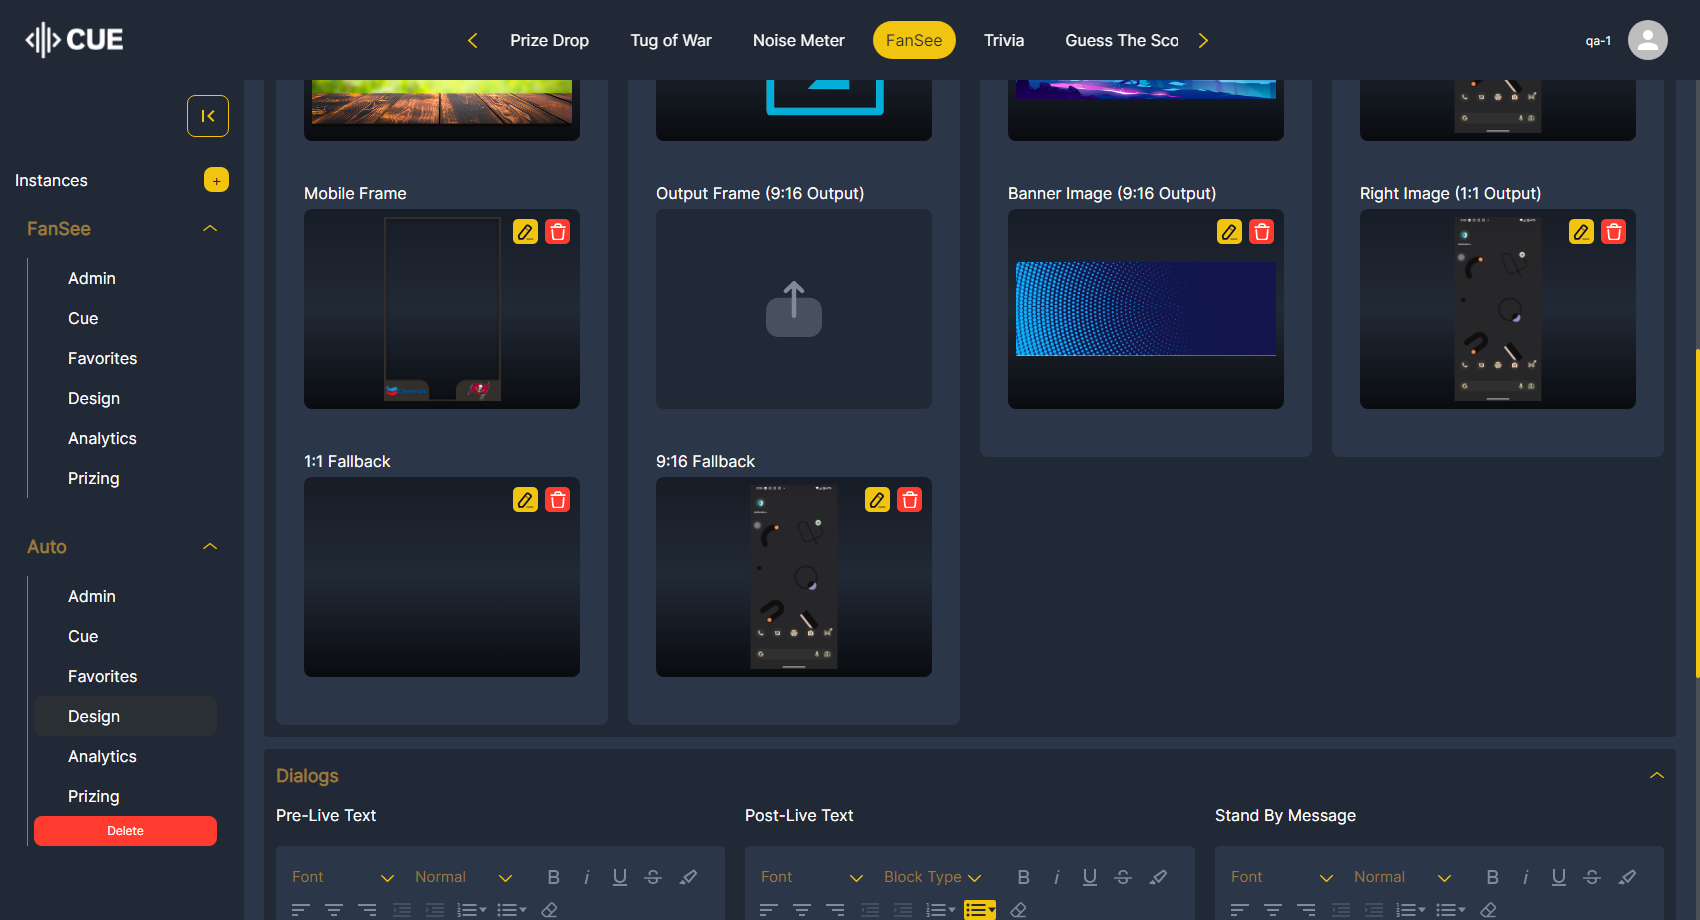 CUE
Prize Drop
Tug of War
Noise Meter
FanSee
Trivia
Guess The Sco
qa-1
Instances
+
FanSee
Admin
Cue
Favorites
Design
Analytics
Prizing
Auto
Admin
Cue
Favorites
Design
Analytics
Prizing
Delete
Mobile Frame
Output Frame (9:16 Output)
Banner Image (9:16 Output)
Right Image (1:1 Output)
1:1 Fallback
9:16 Fallback
Dialogs
Pre-Live Text
Post-Live Text
Stand By Message
Font
Normal
B i U S
Font
Block Type
B i U S
Font
Normal
B i U S